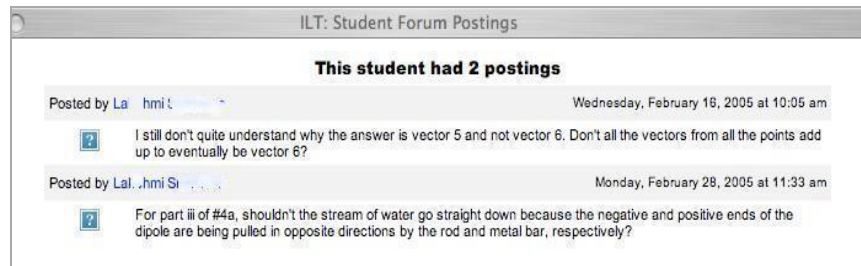 ILT: Student Forum Postings
This student had 2 postings
Posted by
Wednesday, February 16, 2005 at 10:05 am
I still don't quite understand why the answer is vector 5 and not vector 6. Don't all the vectors from all the points add
up to eventually be vector 6?
Posted by
Monday, February 28, 2005 at 11:33 am
For part iii of #4a, shouldn't the stream of water go straight down because the negative and positive ends of the
dipole are being pulled in opposite directions by the rod and metal bar, respectively?